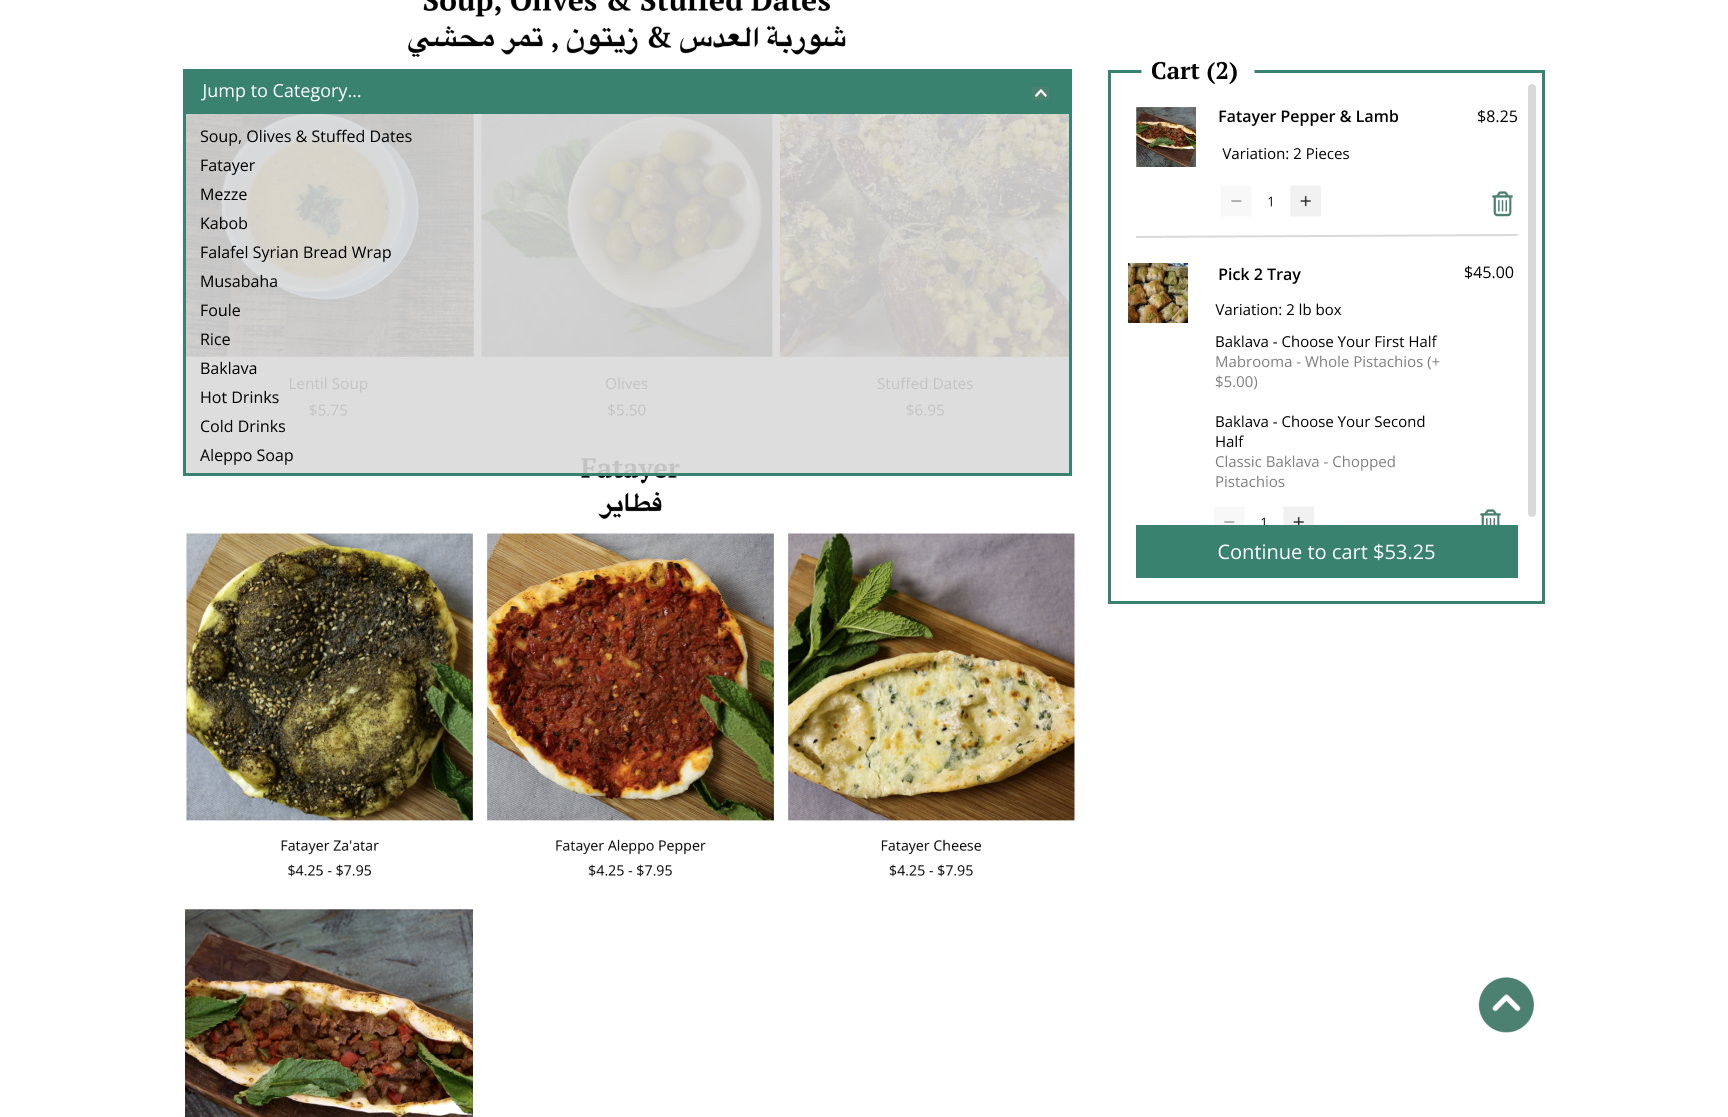 Soup, Olives & Stuffed Dates
شوربة العدس & زيتون , تمر محشي
Jump to Category...
Soup, Olives & Stuffed Dates
Fatayer
Mezze
Kabob
Falafel Syrian Bread Wrap
Musabaha
Foule
Rice
Baklava
Hot Drinks
Cold Drinks
Aleppo Soap
Lentil Soup
$5.75
Olives
$5.50
Stuffed Dates
$6.95
Fatayer
فطاير
Fatayer Za'atar
$4.25 - $7.95
Fatayer Aleppo Pepper
$4.25 - $7.95
Fatayer Cheese
$4.25 - $7.95
Cart (2)
Fatayer Pepper & Lamb
$8.25
Variation: 2 Pieces
− 1 +
Pick 2 Tray
$45.00
Variation: 2 lb box
Baklava - Choose Your First Half
Mabrooma - Whole Pistachios (+
$5.00)
Baklava - Choose Your Second
Half
Classic Baklava - Chopped
Pistachios
− 1 +
Continue to cart $53.25